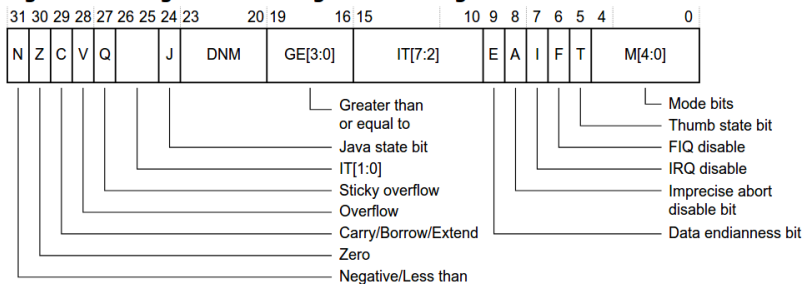 31 30 29 28 27 26 25 24 23 20 19 16 15 10 9 8 7 6 5 4 0
N Z C V Q J DNM GE[3:0] IT[7:2] E A I F T M[4:0]
Greater than
or equal to
Java state bit
IT[1:0]
Sticky overflow
Overflow
Carry/Borrow/Extend
Zero
Negative/Less than
Mode bits
Thumb state bit
FIQ disable
IRQ disable
Imprecise abort
disable bit
Data endianness bit